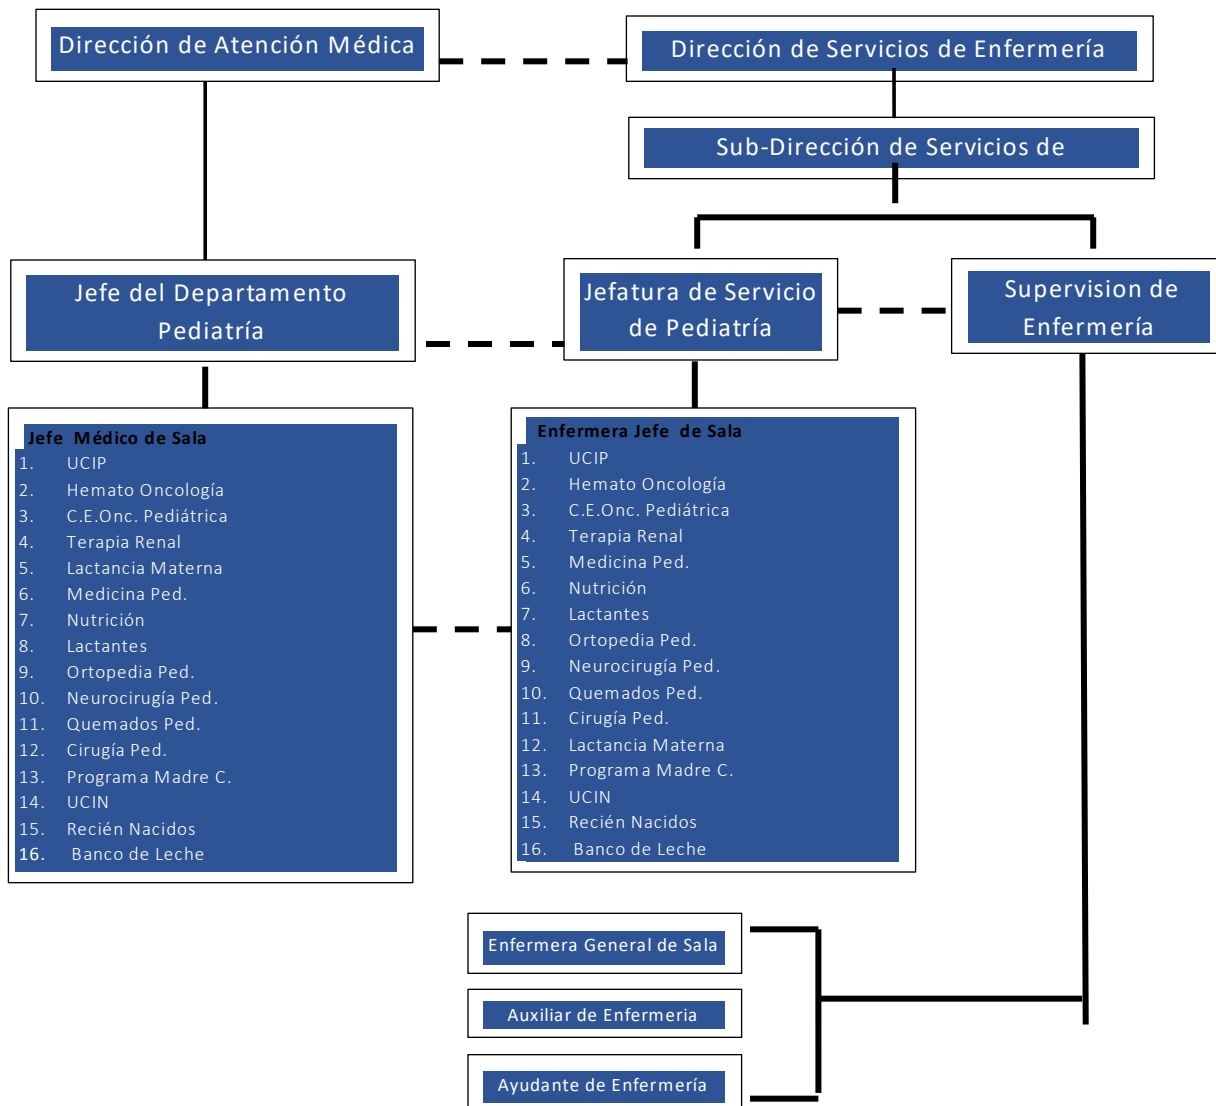 Dirección de Atención Médica
Dirección de Servicios de Enfermería
Sub-Dirección de Servicios de
Jefe del Departamento
Pediatría
Jefatura de Servicio
de Pediatría
Supervision de
Enfermería
Jefe Médico de Sala
1. UCIP
2. Hemato Oncología
3. C.E.Onc. Pediátrica
4. Terapia Renal
5. Lactancia Materna
6. Medicina Ped.
7. Nutrición
8. Lactantes
9. Ortopedia Ped.
10. Neurocirugía Ped.
11. Quemados Ped.
12. Cirugía Ped.
13. Programa Madre C.
14. UCIN
15. Recién Nacidos
16. Banco de Leche
Enfermera Jefe de Sala
1. UCIP
2. Hemato Oncología
3. C.E.Onc. Pediátrica
4. Terapia Renal
5. Medicina Ped.
6. Nutrición
7. Lactantes
8. Ortopedia Ped.
9. Neurocirugía Ped.
10. Quemados Ped.
11. Cirugía Ped.
12. Lactancia Materna
13. Programa Madre C.
14. UCIN
15. Recién Nacidos
16. Banco de Leche
Enfermera General de Sala
Auxiliar de Enfermeria
Ayudante de Enfermería